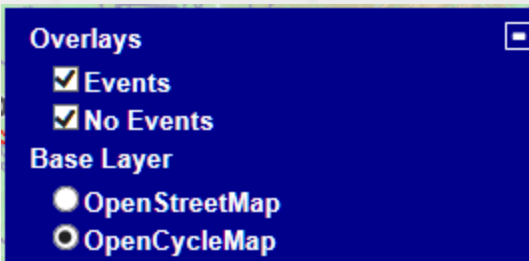 Overlays
Events
No Events
Base Layer
OpenStreetMap
OpenCycleMap